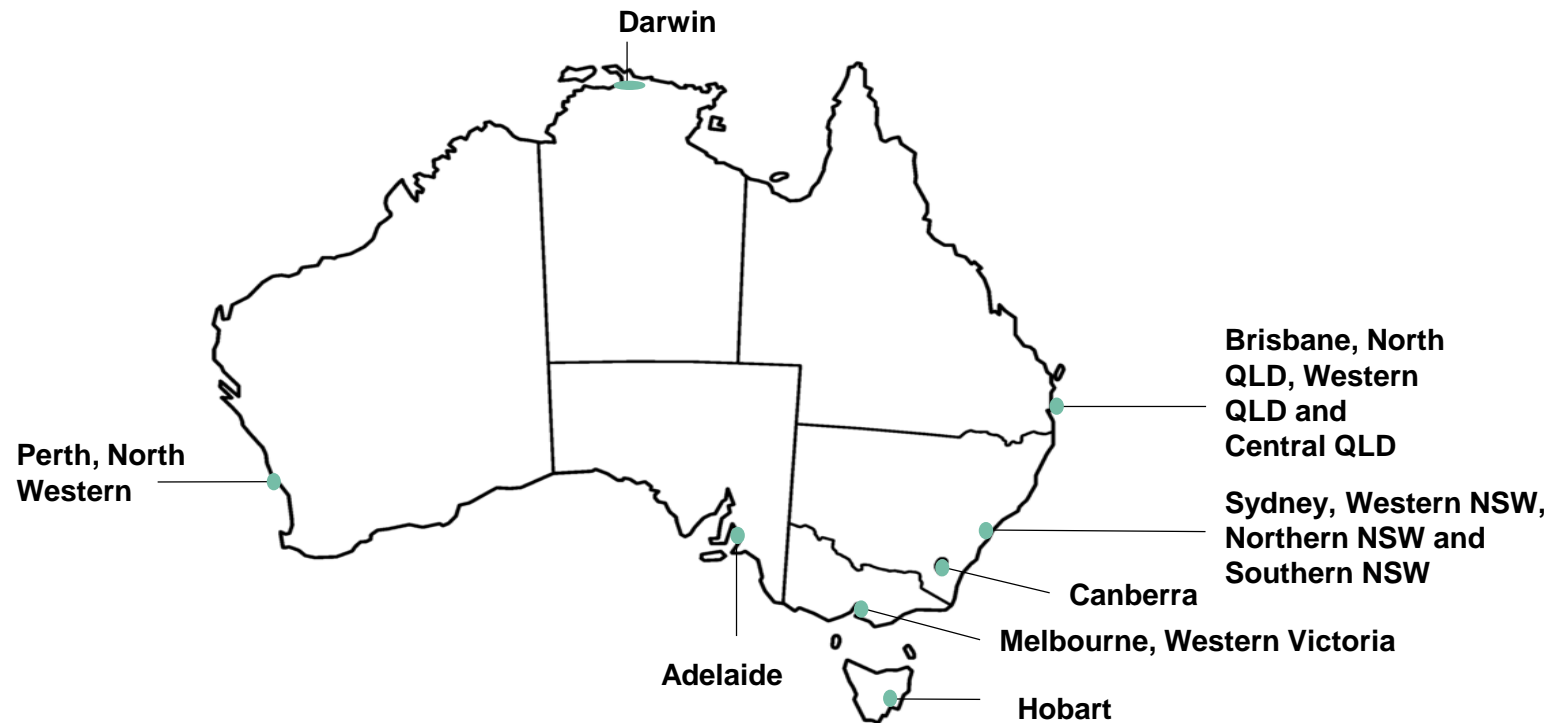 Darwin
Brisbane, North
QLD, Western
QLD and
Central QLD
Perth, North
Western
Sydney, Western NSW,
Northern NSW and
Southern NSW
Canberra
Melbourne, Western Victoria
Adelaide
Hobart